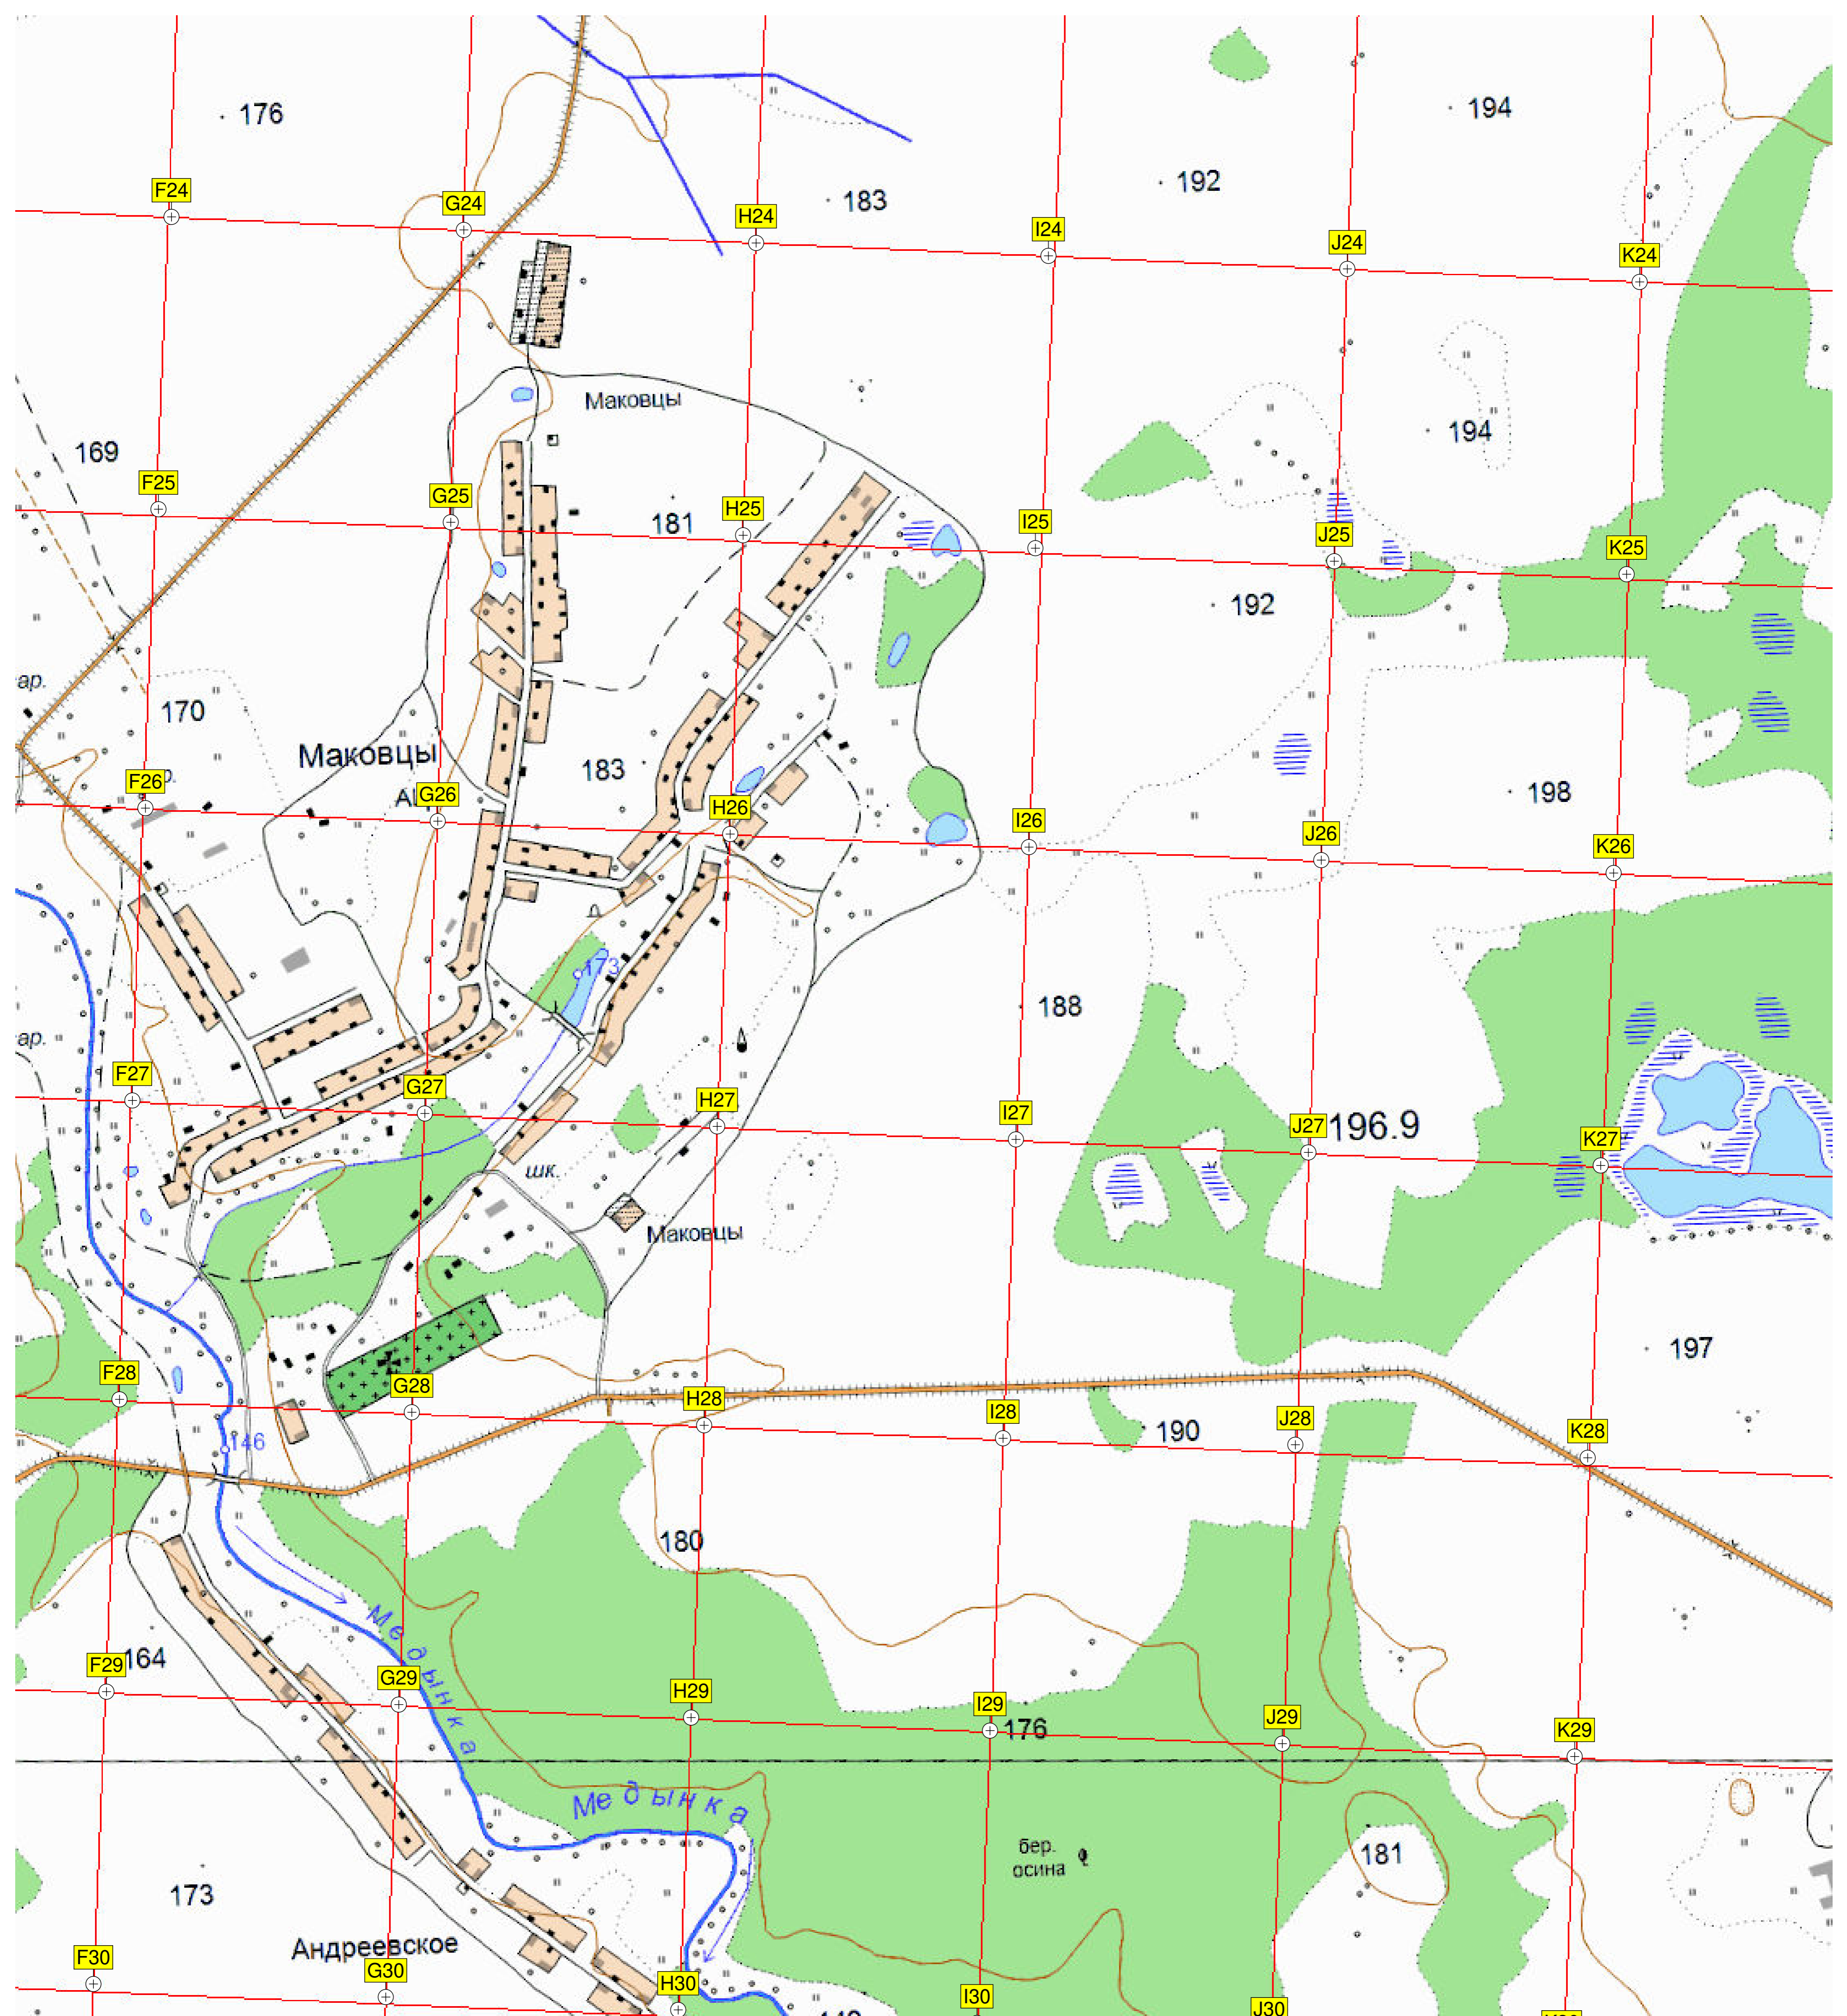 176
194
192
183
F24
G24
H24
I24
J24
K24
Маковцы
194
169
F25
G25
181
H25
I25
J25
K25
192
ар.
170
Маковцы
183
198
F26
G26
H26
I26
J26
K26
173
188
ар.
F27
G27
H27
I27
J27
196.9
K27
шк.
Маковцы
197
F28
G28
H28
I28
J28
K28
190
146
180
Медынка
164
F29
G29
H29
I29
176
J29
K29
Медынка
бер.
осина
181
173
Андреевское
F30
G30
H30
I30
J30